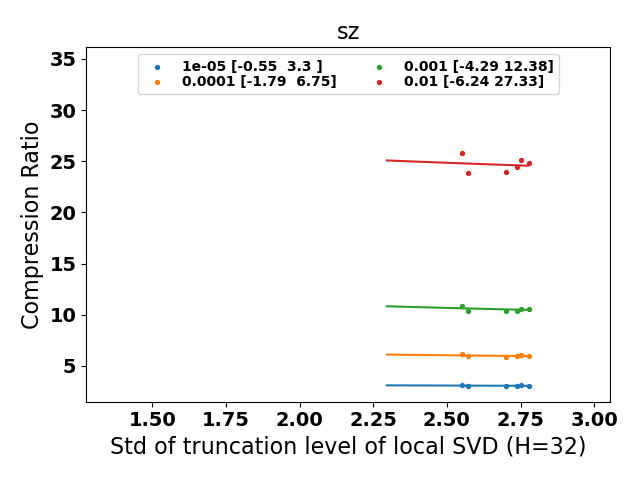 sz
1e-05 [-0.55  3.3 ]
0.0001 [-1.79  6.75]
0.001 [-4.29 12.38]
0.01 [-6.24 27.33]
Compression Ratio
35
30
25
20
15
10
5
1.50 1.75 2.00 2.25 2.50 2.75 3.00
Std of truncation level of local SVD (H=32)